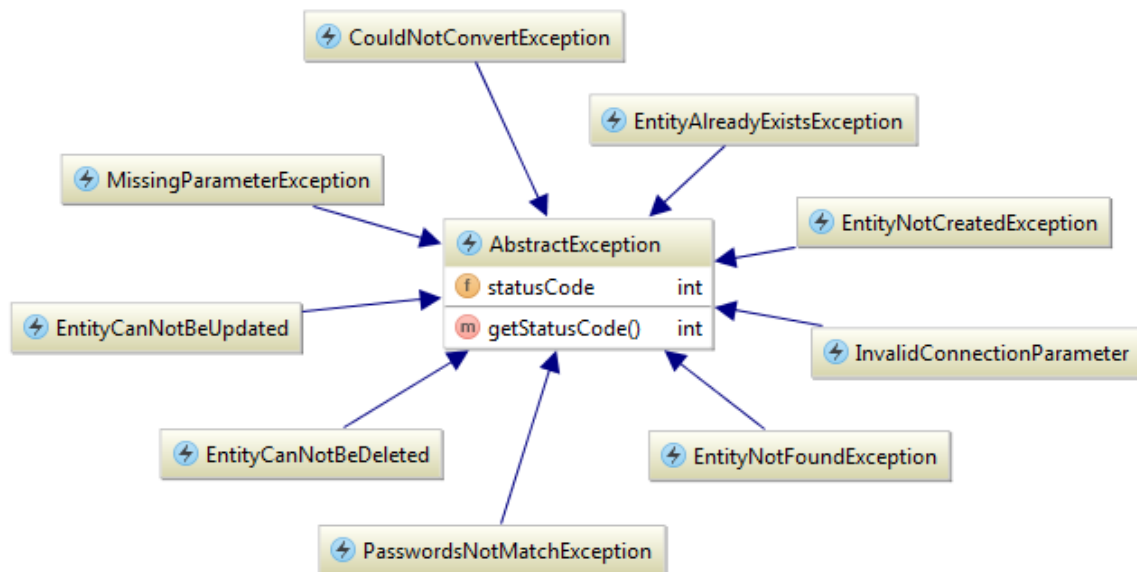 CouldNotConvertException
EntityAlreadyExistsException
MissingParameterException
EntityNotCreatedException
AbstractException
f statusCode int
m getStatusCode() int
EntityCanNotBeUpdated
InvalidConnectionParameter
EntityCanNotBeDeleted
EntityNotFoundException
PasswordsNotMatchException